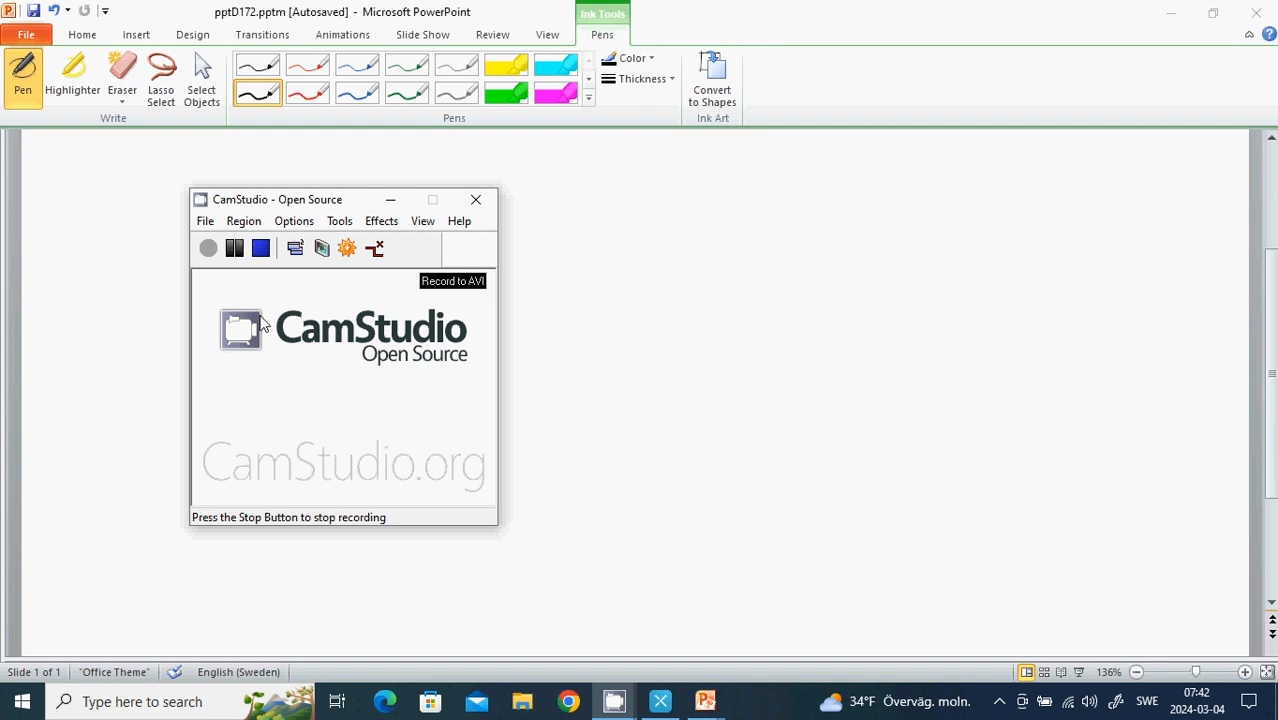 pptD172.pptm [Autosaved] - Microsoft PowerPoint
Ink Tools
File Home Insert Design Transitions Animations Slide Show Review View Pens
Pen
Highlighter
Eraser
Lasso
Select
Select
Objects
Color
Thickness
Convert
to Shapes
Write
Pens
Ink Art
CamStudio - Open Source
File Region Options Tools Effects View Help
Record to AVI
CamStudio
Open Source
CamStudio.org
Press the Stop Button to stop recording
Slide 1 of 1 "Office Theme" English (Sweden) 136%
Type here to search
34°F Överväg. moln.
SWE
07:42
2024-03-04